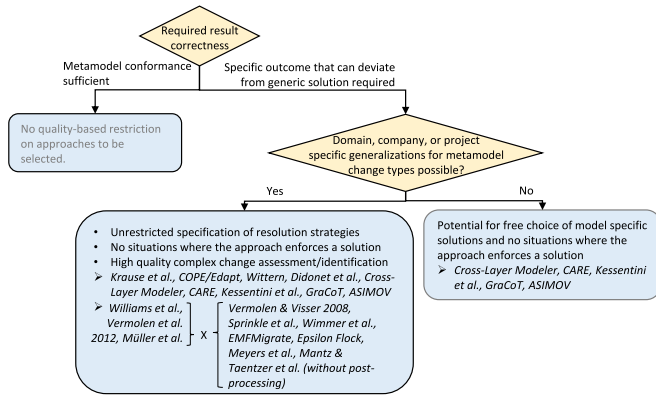 Required result
correctness
Metamodel conformance
sufficient
Specific outcome that can deviate
from generic solution required
No quality-based restriction
on approaches to be
selected.
Domain, company, or project
specific generalizations for metamodel
change types possible?
Yes
No
• Unrestricted specification of resolution strategies
• No situations where the approach enforces a solution
• High quality complex change assessment/identification
➢ Krause et al., COPE/Edapt, Wittern, Didonet et al., Cross-
Layer Modeler, CARE, Kessentini et al., GraCoT, ASIMOV
➢ Williams et al.,
Vermolen et al.
2012, Müller et al.
X
Vermolen & Visser 2008,
Sprinkle et al., Wimmer et al.,
EMFMigrate, Epsilon Flock,
Meyers et al., Mantz &
Taentzer et al. (without post-
processing)
Potential for free choice of model specific
solutions and no situations where the
approach enforces a solution
➢ Cross-Layer Modeler, CARE, Kessentini
et al., GraCoT, ASIMOV